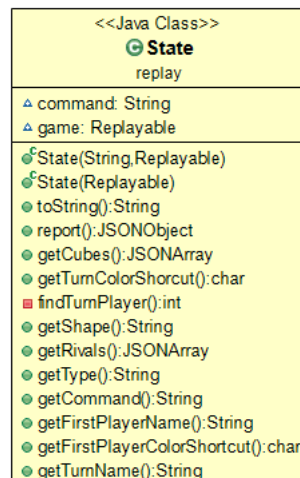 <<Java Class>>
C State
replay
command: String
game: Replayable
C State(String,Replayable)
C State(Replayable)
toString():String
report():JSONObject
getCubes():JSONArray
getTurnColorShorcut():char
findTurnPlayer():int
getShape():String
getRivals():JSONArray
getType():String
getCommand():String
getFirstPlayerName():String
getFirstPlayerColorShortcut():char
getTurnName():String